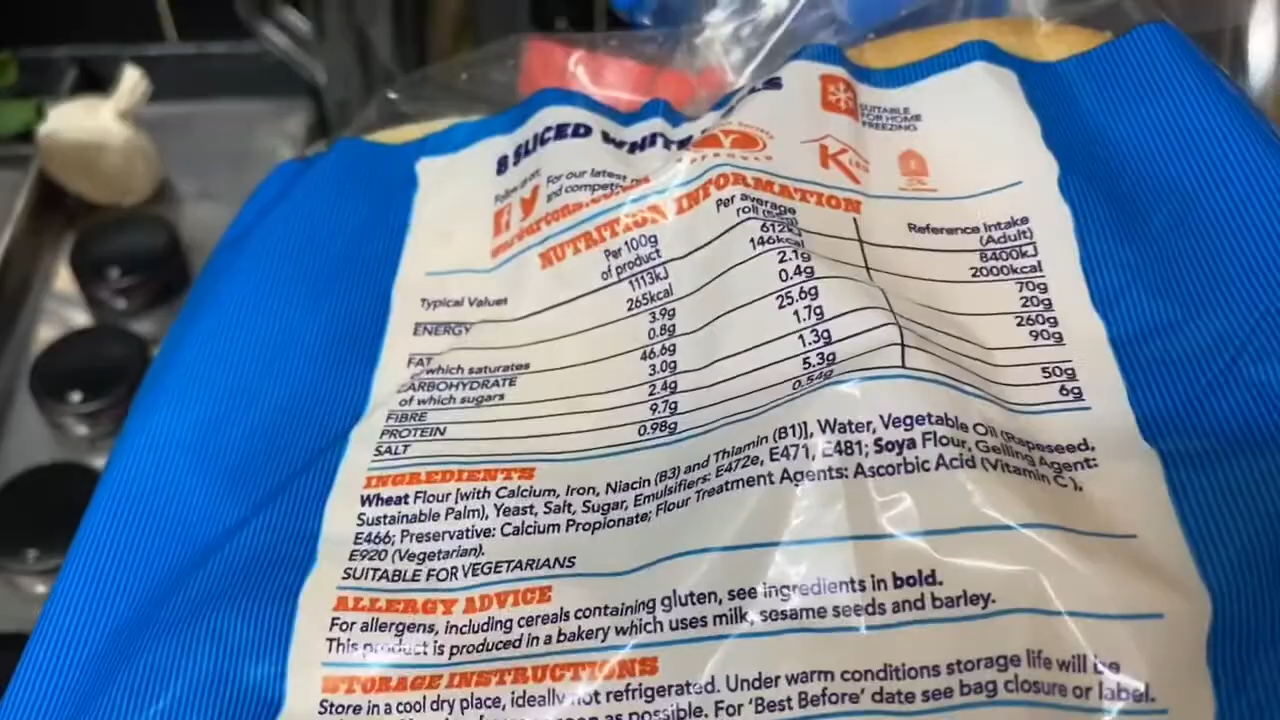 8 SLICED WHITE
SUITABLE
FOR HOME
FREEZING
For our latest
and
NUTRITION INFORMATION
Typical Values
Per 100g
of product
Per average
roll
Reference Intake
(Adult)
ENERGY 1113kJ 612kJ 8400kJ
265kcal 146kcal 2000kcal
FAT 3.9g 2.1g 70g
of which saturates 0.8g 0.4g 20g
CARBOHYDRATE 46.6g 25.6g 260g
of which sugars 3.0g 1.7g 90g
FIBRE 2.4g 1.3g
PROTEIN 9.7g 5.3g 50g
SALT 0.98g 0.54g 6g
INGREDIENTS
Wheat Flour [with Calcium, Iron, Niacin (B3) and Thiamin (B1)], Water, Vegetable Oil (Rapeseed,
Sustainable Palm), Yeast, Salt, Sugar, Emulsifiers: E472e, E471, E481; Soya Flour, Gelling Agent:
E466; Preservative: Calcium Propionate; Flour Treatment Agents: Ascorbic Acid (Vitamin C),
E920 (Vegetarian).
SUITABLE FOR VEGETARIANS
ALLERGY ADVICE
For allergens, including cereals containing gluten, see ingredients in bold.
This product is produced in a bakery which uses milk, sesame seeds and barley.
STORAGE INSTRUCTIONS
Store in a cool dry place, ideally not refrigerated. Under warm conditions storage life will be
as possible. For 'Best Before' date see bag closure or label.